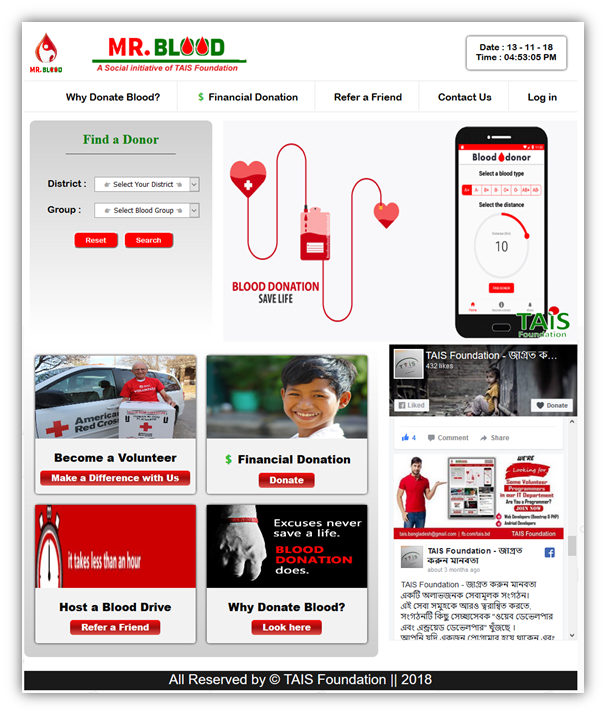 MR. BLOOD
MR. BLOOD
A Social initiative of TAIS Foundation
Date : 13 - 11 - 18
Time : 04:53:05 PM
Why Donate Blood?
$ Financial Donation
Refer a Friend
Contact Us
Log in
Find a Donor
District :
Select Your District
Group :
Select Blood Group
Reset
Search
BLOOD DONATION
SAVE LIFE
Blood donor
Select a blood type
A+ A- B+ B- O+ O- AB+ AB-
Select the distance
10
TAIS
Foundation
American
Red Cross
Become a Volunteer
Make a Difference with Us
$ Financial Donation
Donate
it takes less than an hour
Host a Blood Drive
Refer a Friend
Excuses never
save a life.
BLOOD
DONATION
does.
Why Donate Blood?
Look here
TAIS Foundation - জাগ্রত ক...
432 likes
Liked
Donate
4
Comment
Share
WE'RE
Looking for
Some Volunteer
Programmers
in our IT Department
Are You a Programmer?
JOIN NOW
Web Developers (Bootstrap & PHP)
Android Developers
tais.bangladesh@gmail.com | fb.com/tais.bd
TAIS Foundation
TAIS Foundation - জাগ্রত
করুন মানবতা
about 3 months ago
TAIS Foundation - জাগ্রত করুন মানবতা
একটি অলাভজনক সেবামূলক সংগঠন।
এই সেবা সমূহকে আরও ত্বরান্বিত করতে,
সংগঠনটি কিছু সেচ্ছাসেবক "ওয়েব ডেভেলপার
এবং এন্ড্রয়েড ডেভেলপার" খুঁজছে ।
আপনি যদি একজন প্রোগ্রামার হয়ে থাকেন এবং
All Reserved by © TAIS Foundation || 2018